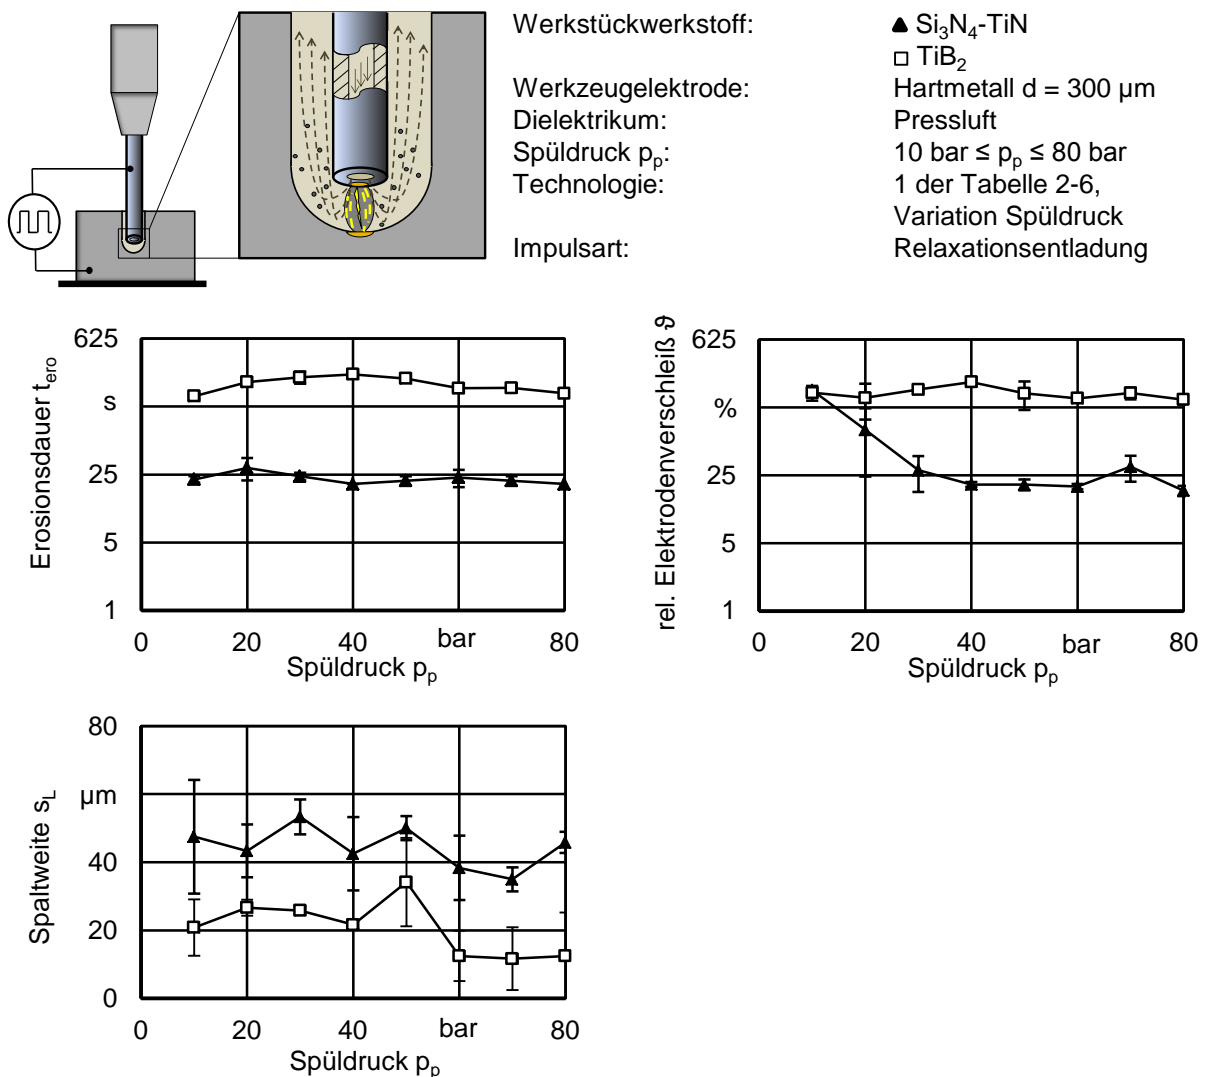 Werkstückwerkstoff: ▲ Si₃N₄-TiN
□ TiB₂
Werkzeugelektrode: Hartmetall d = 300 µm
Dielektrikum: Pressluft
Spüldruck pₚ: 10 bar ≤ pₚ ≤ 80 bar
Technologie: 1 der Tabelle 2-6,
Variation Spüldruck
Impulsart: Relaxationsentladung
Erosionsdauer tₑᵣₒ
625
s
25
5
1
0 20 40 bar 80
Spüldruck pₚ
rel. Elektrodenverschleiß ϑ
625
%
25
5
1
0 20 40 bar 80
Spüldruck pₚ
Spaltweite s_L
80
µm
40
20
0
0 20 40 bar 80
Spüldruck pₚ